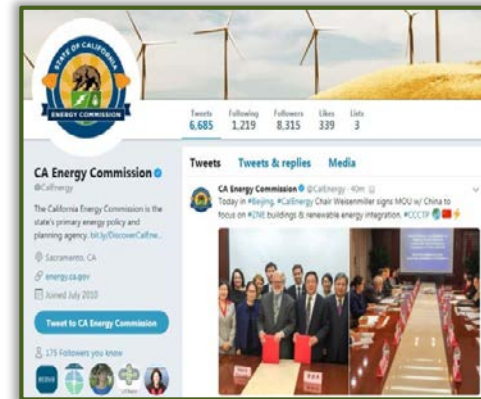 STATE OF CALIFORNIA
ENERGY COMMISSION
Tweets Following Followers Likes Lists
6,685 1,219 8,315 339 3
CA Energy Commission
@CalEnergy
The California Energy Commission is the
state's primary energy policy and
planning agency. bit.ly/DiscoverCalEne...
Sacramento, CA
energy.ca.gov
Joined July 2010
Tweet to CA Energy Commission
175 Followers you know
Tweets Tweets & replies Media
CA Energy Commission @CalEnergy · 40m
Today in #Beijing, #CalEnergy Chair Weisenmiller signs MOU w/ China to
focus on #ZNE buildings & renewable energy integration. #CCCTP